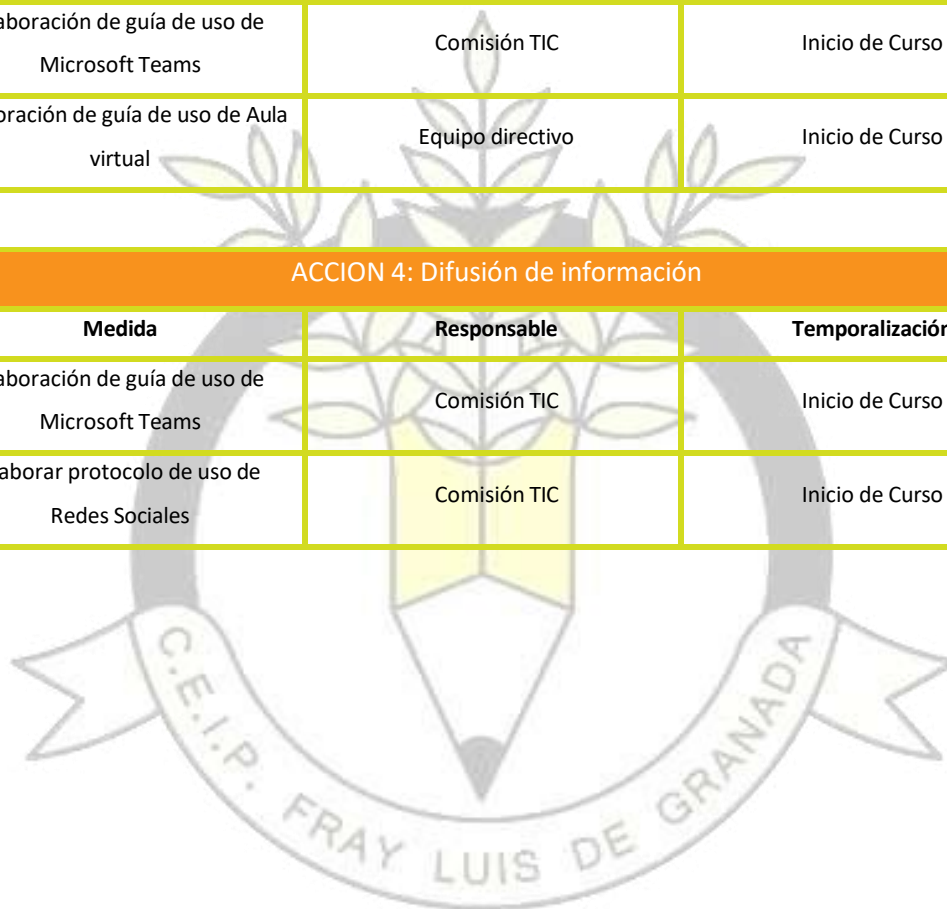 aboración de guía de uso de
Microsoft Teams
Comisión TIC
Inicio de Curso
oración de guía de uso de Aula
virtual
Equipo directivo
Inicio de Curso
ACCION 4: Difusión de información
Medida
Responsable
Temporalización
aboración de guía de uso de
Microsoft Teams
Comisión TIC
Inicio de Curso
aborar protocolo de uso de
Redes Sociales
Comisión TIC
Inicio de Curso
C.E.I.P. FRAY LUIS DE GRANADA